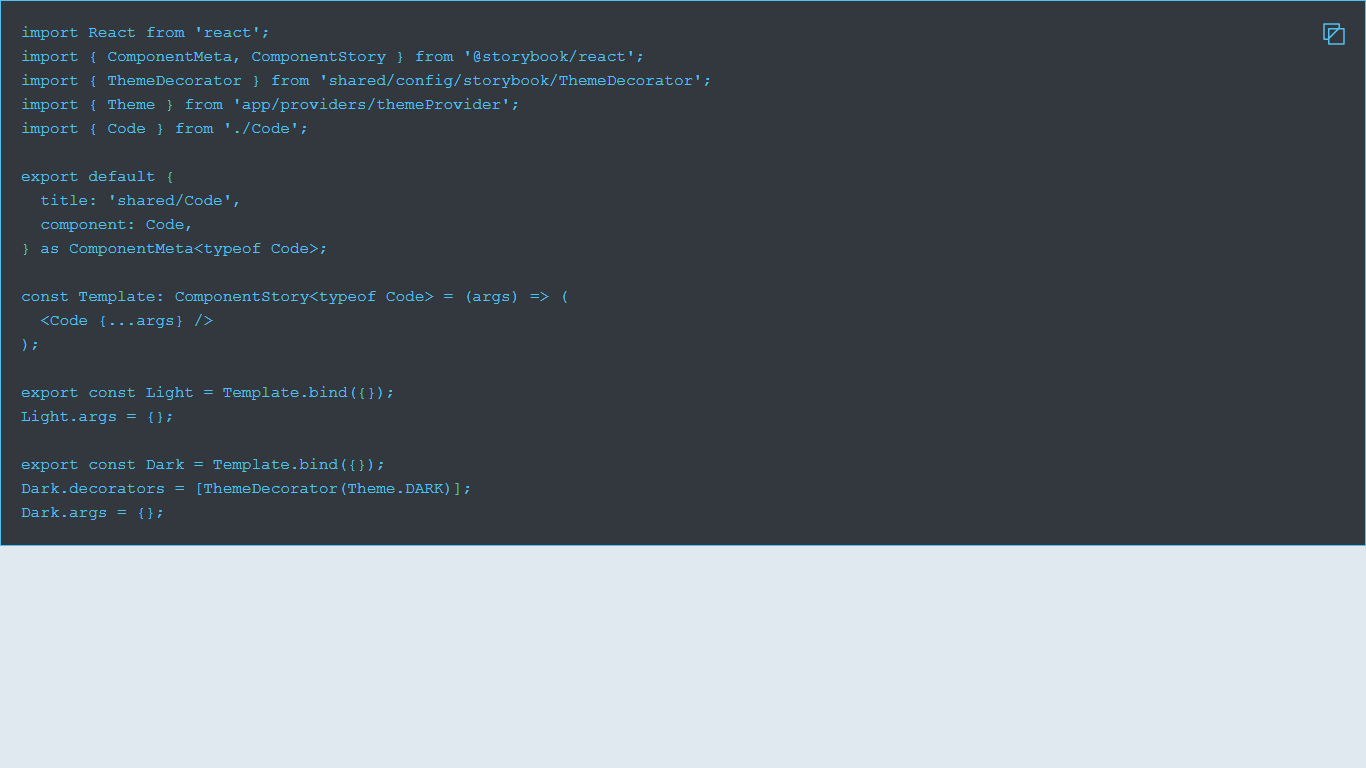 import React from 'react';
import { ComponentMeta, ComponentStory } from '@storybook/react';
import { ThemeDecorator } from 'shared/config/storybook/ThemeDecorator';
import { Theme } from 'app/providers/themeProvider';
import { Code } from './Code';

export default {
  title: 'shared/Code',
  component: Code,
} as ComponentMeta<typeof Code>;

const Template: ComponentStory<typeof Code> = (args) => (
  <Code {...args} />
);

export const Light = Template.bind({});
Light.args = {};

export const Dark = Template.bind({});
Dark.decorators = [ThemeDecorator(Theme.DARK)];
Dark.args = {};